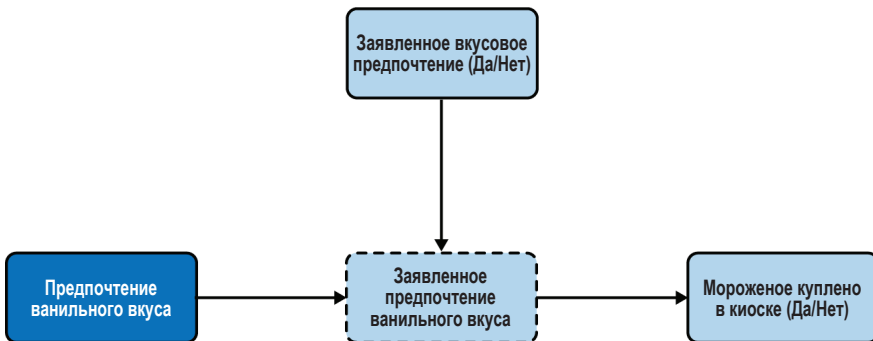 Заявленное вкусовое
предпочтение (Да/Нет)
Предпочтение
ванильного вкуса
Заявленное
предпочтение
ванильного вкуса
Мороженое куплено
в киоске (Да/Нет)